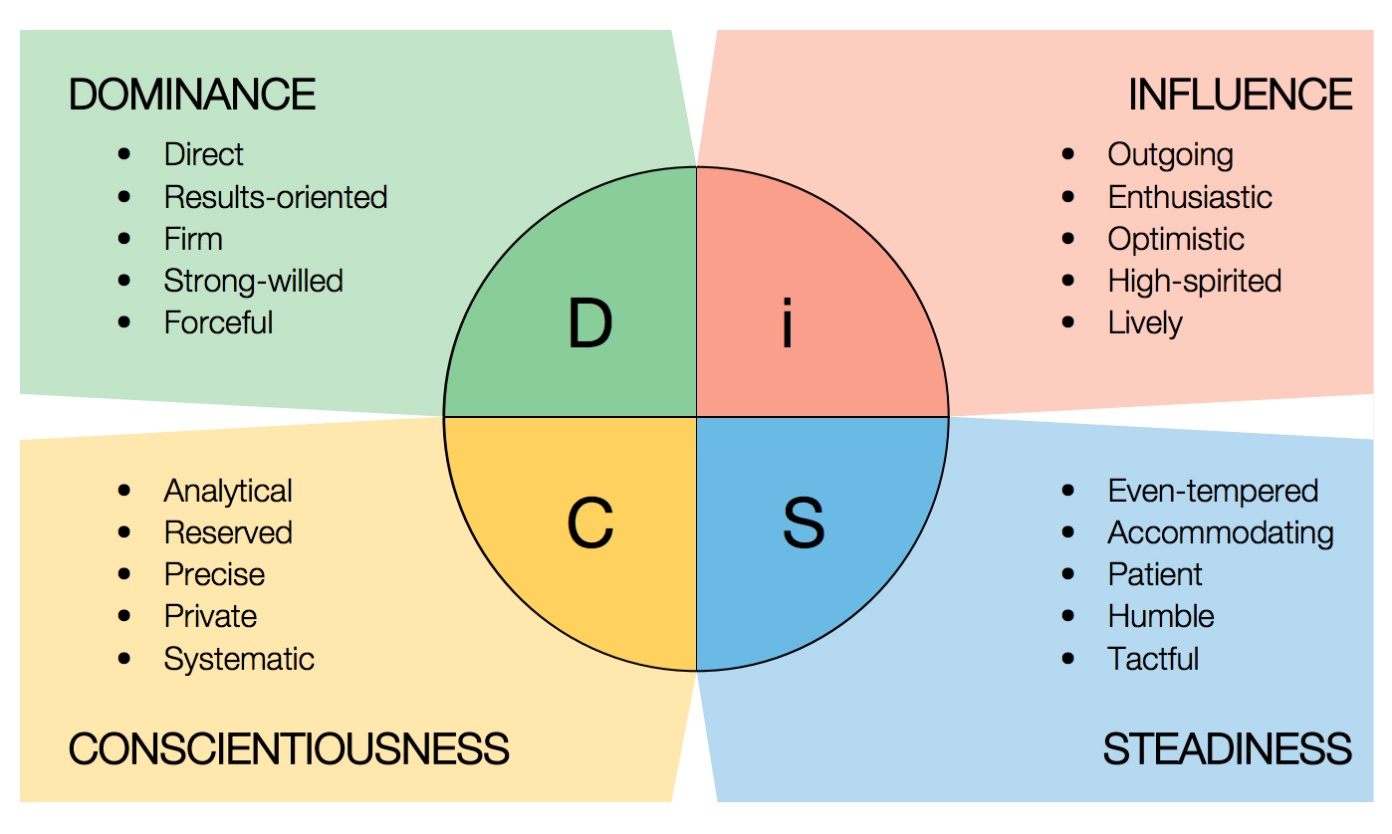 DOMINANCE
• Direct
• Results-oriented
• Firm
• Strong-willed
• Forceful
INFLUENCE
• Outgoing
• Enthusiastic
• Optimistic
• High-spirited
• Lively
D
i
C
S
• Analytical
• Reserved
• Precise
• Private
• Systematic
CONSCIENTIOUSNESS
• Even-tempered
• Accommodating
• Patient
• Humble
• Tactful
STEADINESS